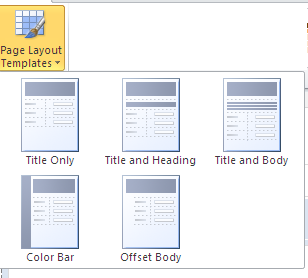 Page Layout
Templates
Title Only
Title and Heading
Title and Body
Color Bar
Offset Body